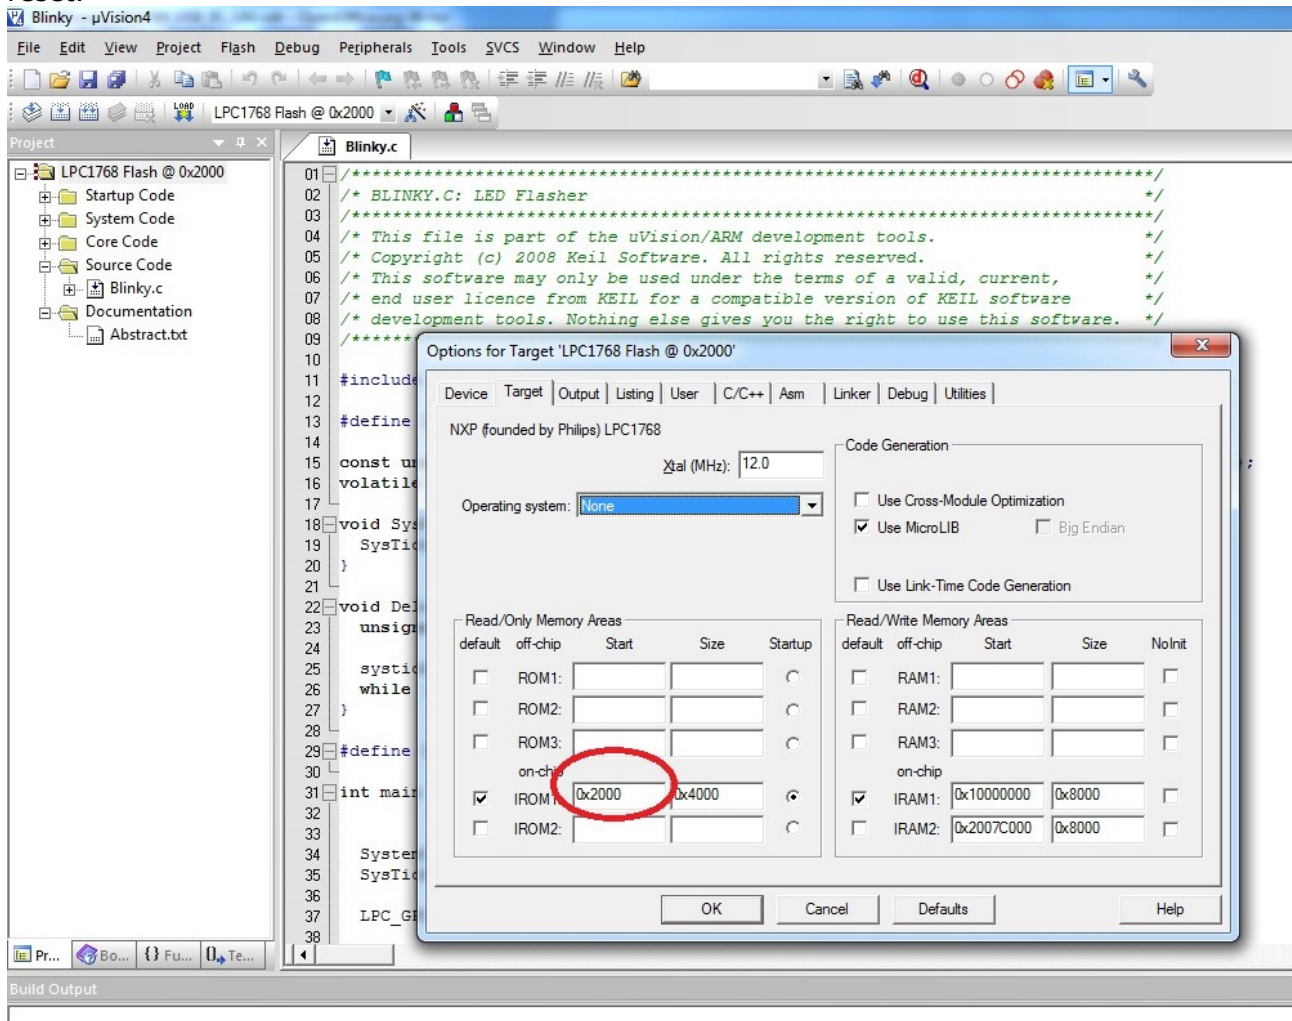 reset.
Blinky - µVision4
File Edit View Project Flash Debug Peripherals Tools SVCS Window Help
LOAD LPC1768 Flash @ 0x2000
Project
LPC1768 Flash @ 0x2000
Startup Code
System Code
Core Code
Source Code
Blinky.c
Documentation
Abstract.txt
Blinky.c
01 /****************************************************************************/
02 /* BLINKY.C: LED Flasher */
03 /****************************************************************************/
04 /* This file is part of the uVision/ARM development tools. */
05 /* Copyright (c) 2008 Keil Software. All rights reserved. */
06 /* This software may only be used under the terms of a valid, current, */
07 /* end user licence from KEIL for a compatible version of KEIL software */
08 /* development tools. Nothing else gives you the right to use this software. */
09 /******
10
11 #include
12
13 #define
14
15 const un };
16 volatile
17
18 void Sys
19 SysTic
20 }
21
22 void Del
23 unsign
24
25 systic
26 while
27 }
28
29 #define
30
31 int main
32
33
34 System
35 SysTic
36
37 LPC_GP
38
Options for Target 'LPC1768 Flash @ 0x2000'
Device Target Output Listing User C/C++ Asm Linker Debug Utilities
NXP (founded by Philips) LPC1768
Xtal (MHz): 12.0
Operating system: None
Code Generation
Use Cross-Module Optimization
Use MicroLIB Big Endian
Use Link-Time Code Generation
Read/Only Memory Areas
default off-chip Start Size Startup
ROM1:
ROM2:
ROM3:
on-chip
IROM1: 0x2000 0x4000
IROM2:
Read/Write Memory Areas
default off-chip Start Size NoInit
RAM1:
RAM2:
RAM3:
on-chip
IRAM1: 0x10000000 0x8000
IRAM2: 0x2007C000 0x8000
OK Cancel Defaults Help
Pr... Bo... {} Fu... Te...
Build Output